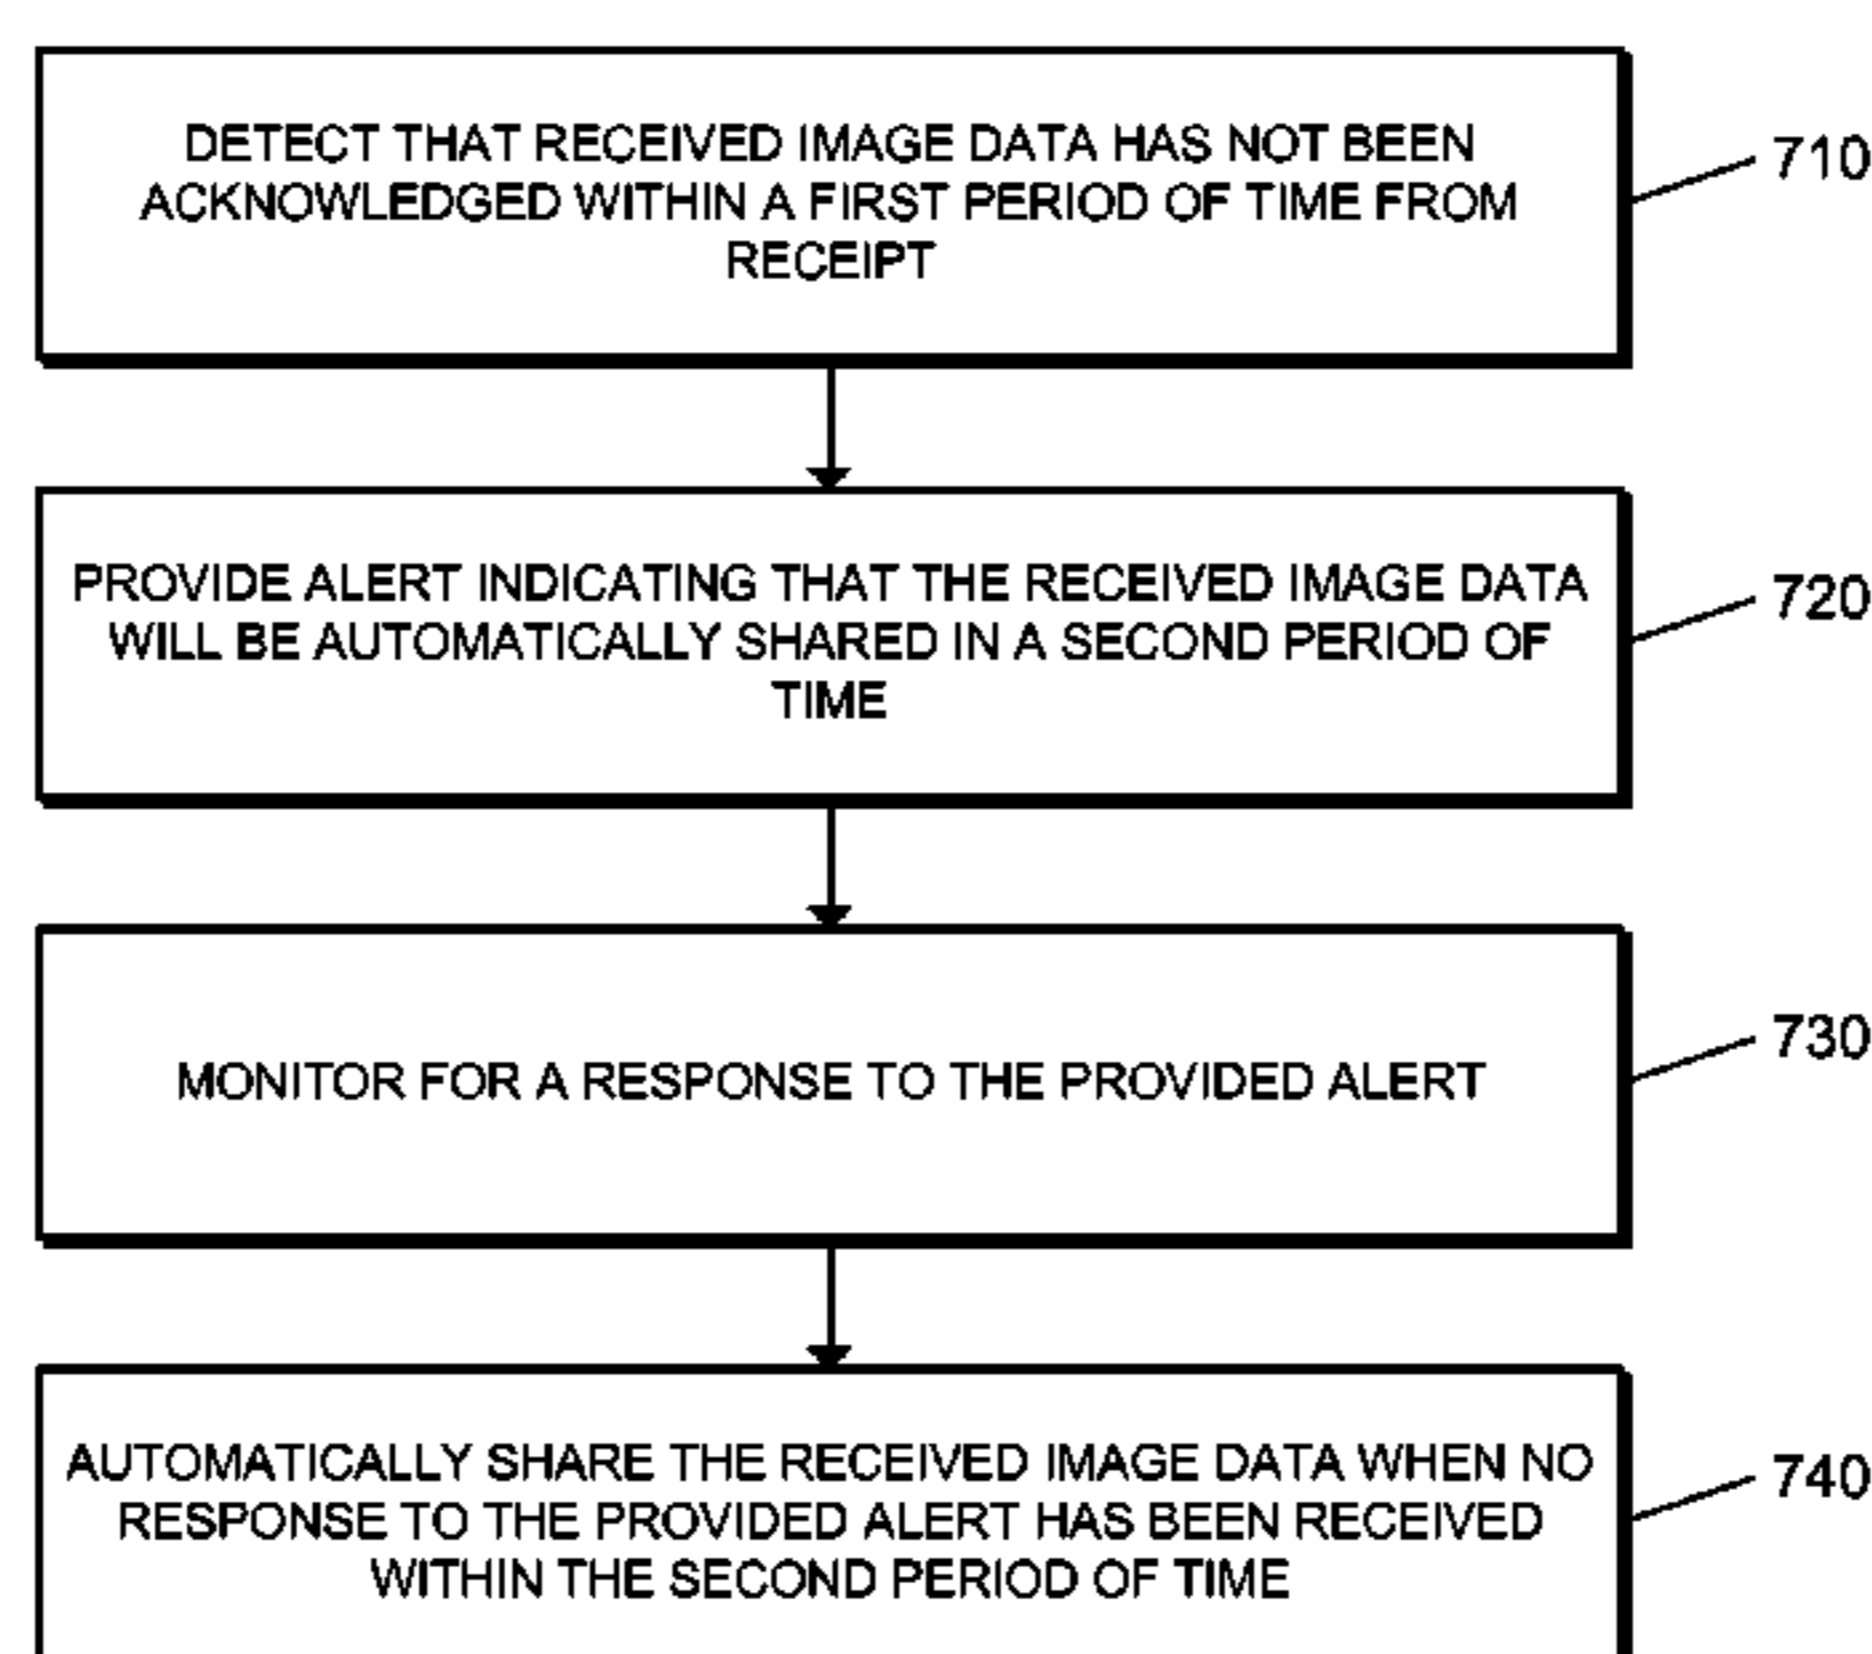 DETECT THAT RECEIVED IMAGE DATA HAS NOT BEEN
ACKNOWLEDGED WITHIN A FIRST PERIOD OF TIME FROM
RECEIPT
710
PROVIDE ALERT INDICATING THAT THE RECEIVED IMAGE DATA
WILL BE AUTOMATICALLY SHARED IN A SECOND PERIOD OF
TIME
720
MONITOR FOR A RESPONSE TO THE PROVIDED ALERT
730
AUTOMATICALLY SHARE THE RECEIVED IMAGE DATA WHEN NO
RESPONSE TO THE PROVIDED ALERT HAS BEEN RECEIVED
WITHIN THE SECOND PERIOD OF TIME
740